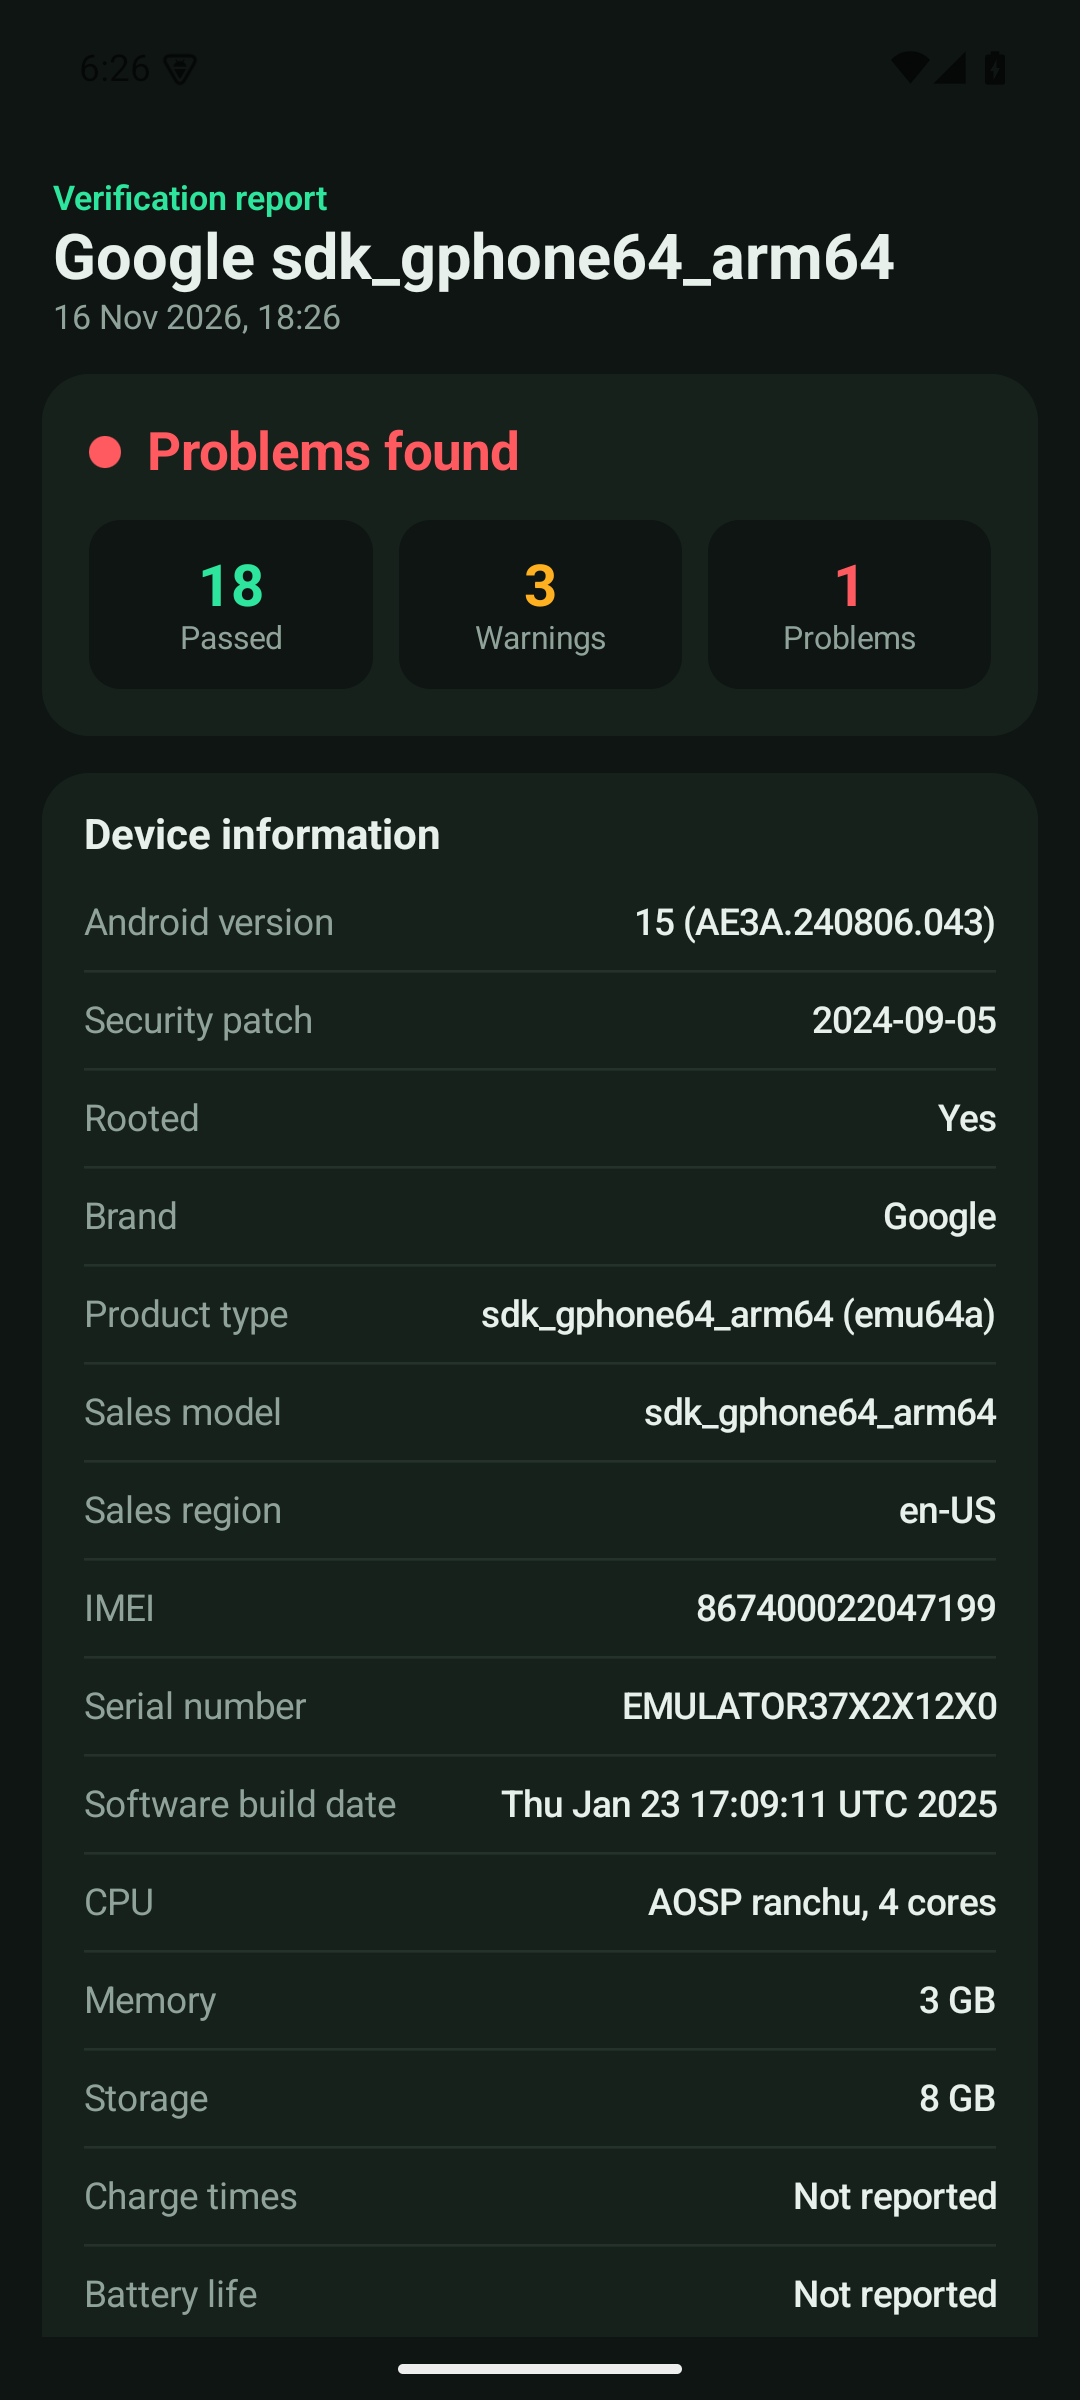 6:26
Verification report
Google sdk_gphone64_arm64
16 Nov 2026, 18:26
Problems found
18
Passed
3
Warnings
1
Problems
Device information
Android version 15 (AE3A.240806.043)
Security patch 2024-09-05
Rooted Yes
Brand Google
Product type sdk_gphone64_arm64 (emu64a)
Sales model sdk_gphone64_arm64
Sales region en-US
IMEI 867400022047199
Serial number EMULATOR37X2X12X0
Software build date Thu Jan 23 17:09:11 UTC 2025
CPU AOSP ranchu, 4 cores
Memory 3 GB
Storage 8 GB
Charge times Not reported
Battery life Not reported